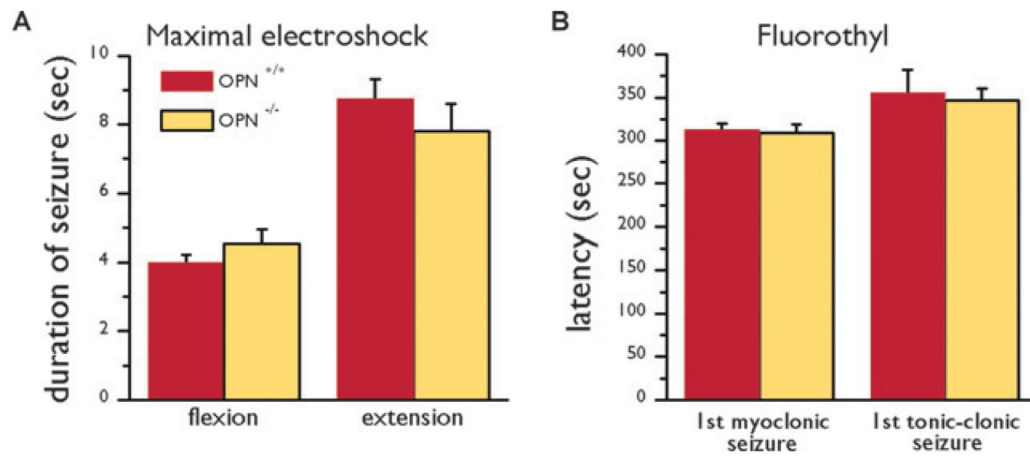 A
Maximal electroshock
duration of seizure (sec)
10
8
6
4
2
0
OPN +/+
OPN -/-
flexion
extension
B
Fluorothyl
latency (sec)
400
350
300
250
200
150
100
50
0
1st myoclonic
seizure
1st tonic-clonic
seizure